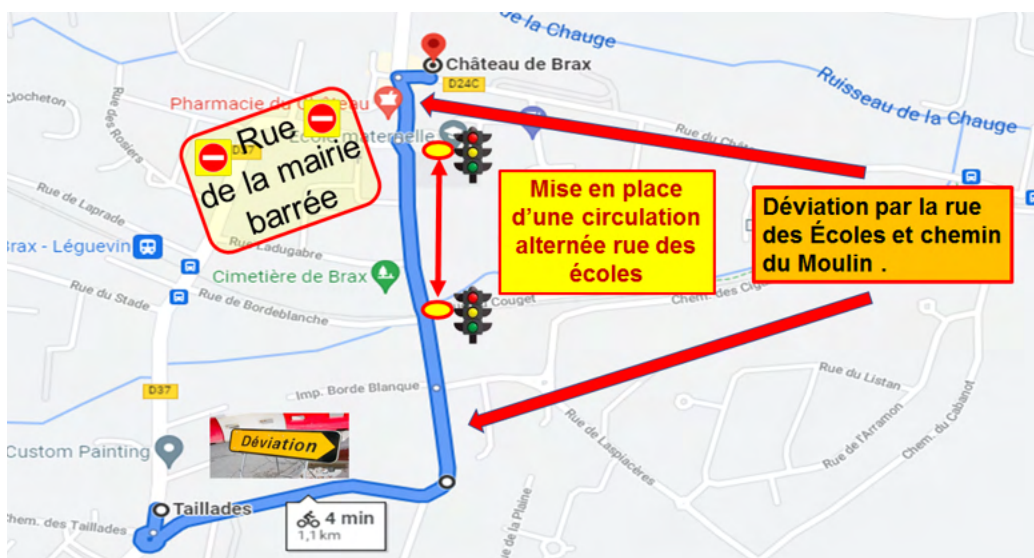 de la Chauge
Château de Brax
D24C
Ruisseau de la Chauge
Clocheton
Rue des Rosiers
Pharmacie du Château
École maternelle
Rue du Châ
D37
Rue
de la mairie
barrée
Mise en place
d'une circulation
alternée rue des
écoles
Déviation par la rue
des Écoles et chemin
du Moulin .
Rue de Laprade
Brax - Léguevin
Rue Ladugabre
Cimetière de Brax
Rue du Stade
Rue de Bordeblanche
Couget
Chem. des Cig
D37
Imp. Borde Blanque
Rue du Listan
Rue de l'Arramon
Chem. du Cabanot
Rue de Laspiacères
Custom Painting
Déviation
Taillades
4 min
1,1 km
Chem. des Taillades
Rue de la Plaine